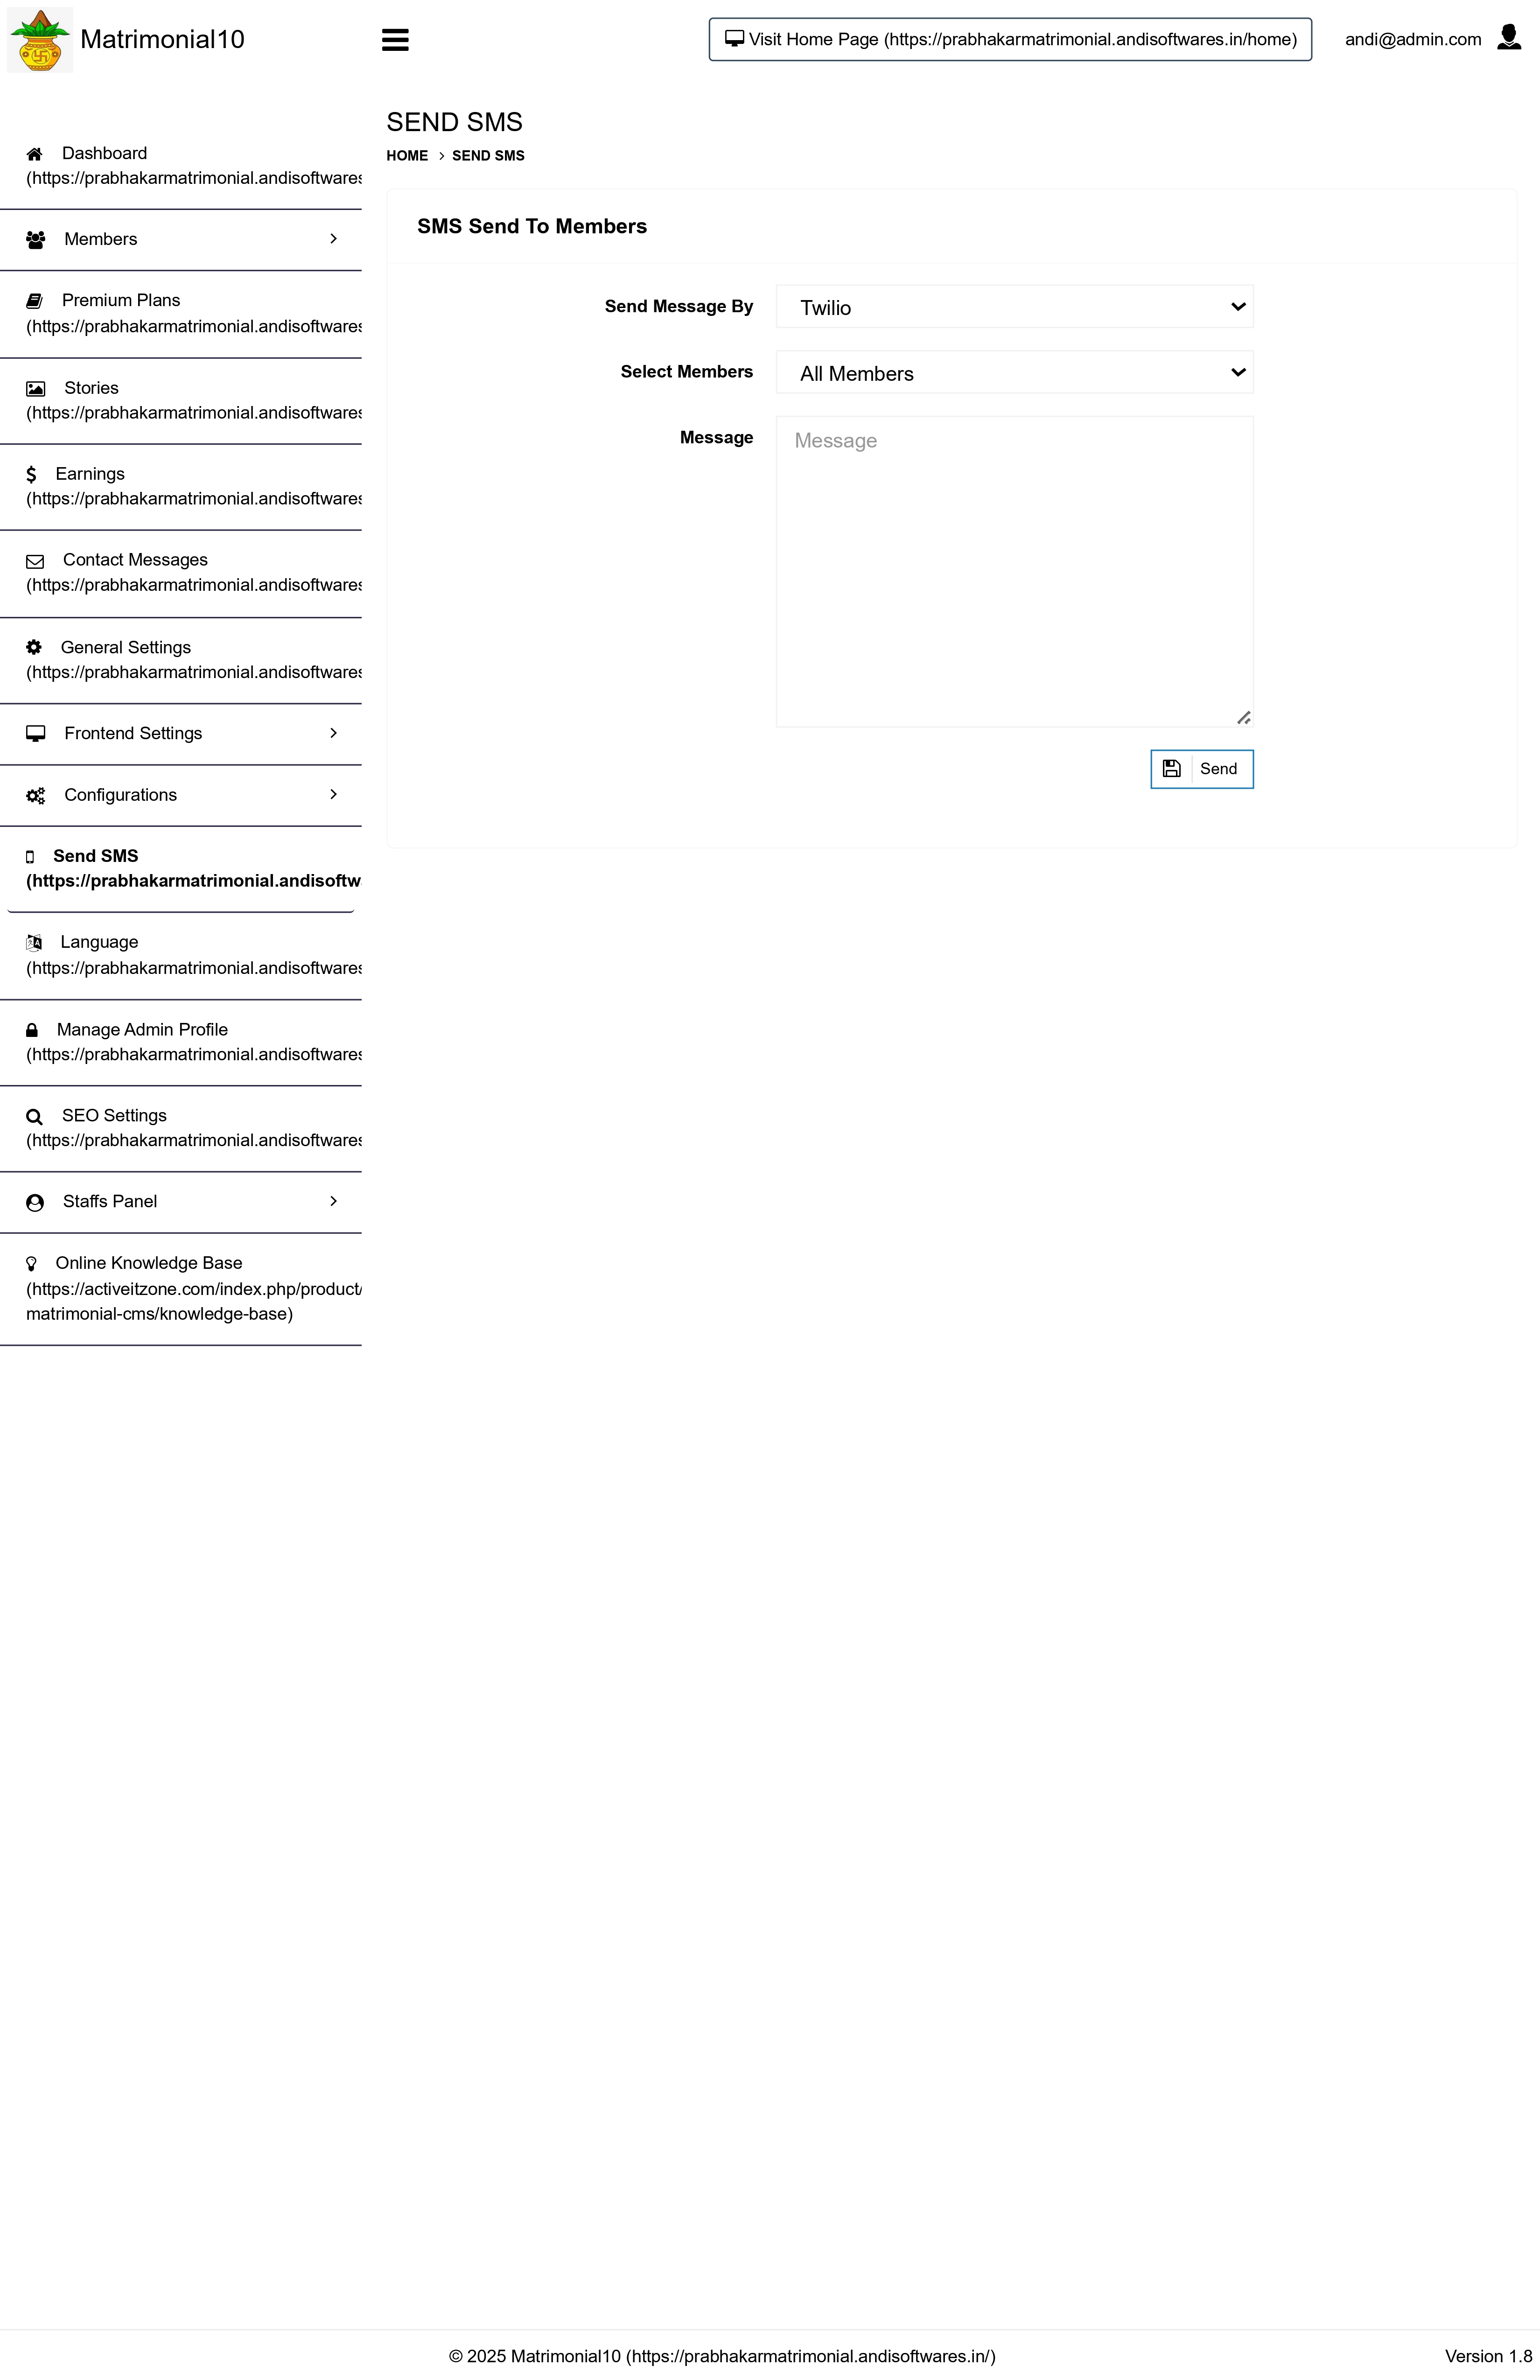 Matrimonial10
Visit Home Page (https://prabhakarmatrimonial.andisoftwares.in/home)
andi@admin.com
Dashboard
(https://prabhakarmatrimonial.andisoftwares
Members
Premium Plans
(https://prabhakarmatrimonial.andisoftwares
Stories
(https://prabhakarmatrimonial.andisoftwares
Earnings
(https://prabhakarmatrimonial.andisoftwares
Contact Messages
(https://prabhakarmatrimonial.andisoftwares
General Settings
(https://prabhakarmatrimonial.andisoftwares
Frontend Settings
Configurations
Send SMS
(https://prabhakarmatrimonial.andisoftw
Language
(https://prabhakarmatrimonial.andisoftwares
Manage Admin Profile
(https://prabhakarmatrimonial.andisoftwares
SEO Settings
(https://prabhakarmatrimonial.andisoftwares
Staffs Panel
Online Knowledge Base
(https://activeitzone.com/index.php/product/
matrimonial-cms/knowledge-base)
SEND SMS
HOME > SEND SMS
SMS Send To Members
Send Message By
Twilio
Select Members
All Members
Message
Message
Send
© 2025 Matrimonial10 (https://prabhakarmatrimonial.andisoftwares.in/)
Version 1.8